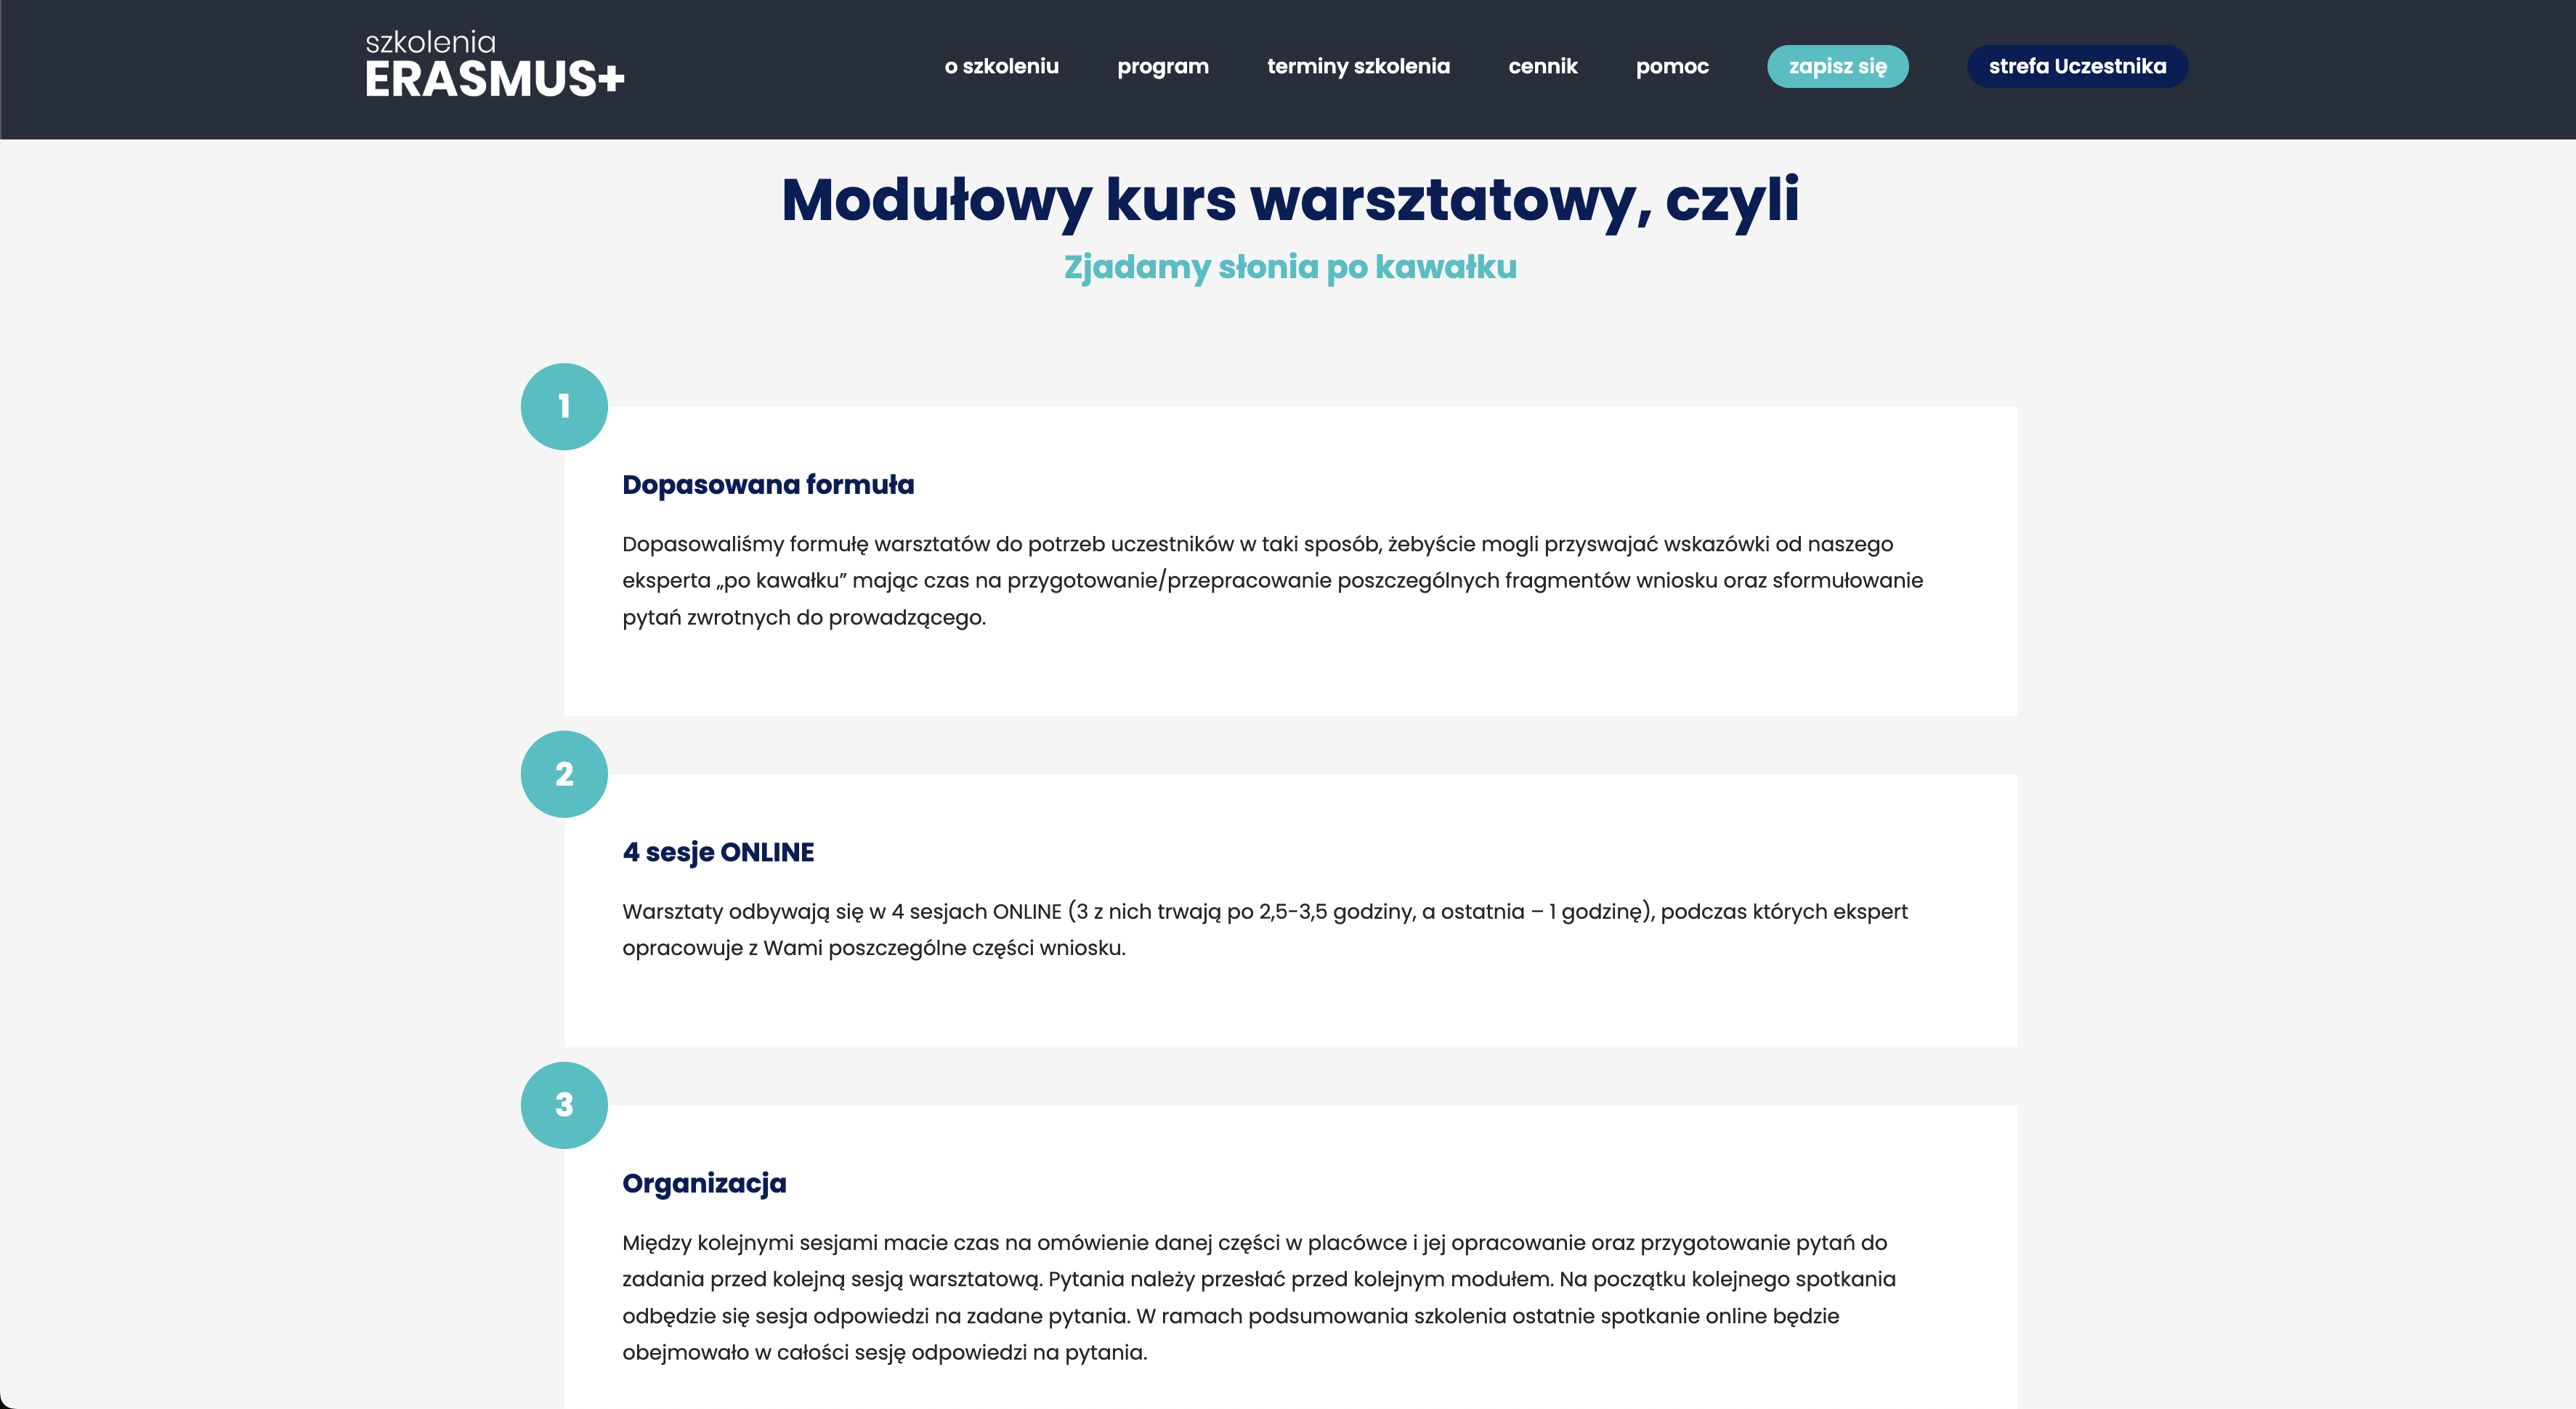 szkolenia
ERASMUS+
o szkoleniu
program
terminy szkolenia
cennik
pomoc
zapisz się
strefa Uczestnika
Modułowy kurs warsztatowy, czyli
Zjadamy słonia po kawałku
1
Dopasowana formuła
Dopasowaliśmy formułę warsztatów do potrzeb uczestników w taki sposób, żebyście mogli przyswajać wskazówki od naszego
eksperta „po kawałku” mając czas na przygotowanie/przepracowanie poszczególnych fragmentów wniosku oraz sformułowanie
pytań zwrotnych do prowadzącego.
2
4 sesje ONLINE
Warsztaty odbywają się w 4 sesjach ONLINE (3 z nich trwają po 2,5-3,5 godziny, a ostatnia – 1 godzinę), podczas których ekspert
opracowuje z Wami poszczególne części wniosku.
3
Organizacja
Między kolejnymi sesjami macie czas na omówienie danej części w placówce i jej opracowanie oraz przygotowanie pytań do
zadania przed kolejną sesją warsztatową. Pytania należy przesłać przed kolejnym modułem. Na początku kolejnego spotkania
odbędzie się sesja odpowiedzi na zadane pytania. W ramach podsumowania szkolenia ostatnie spotkanie online będzie
obejmowało w całości sesję odpowiedzi na pytania.